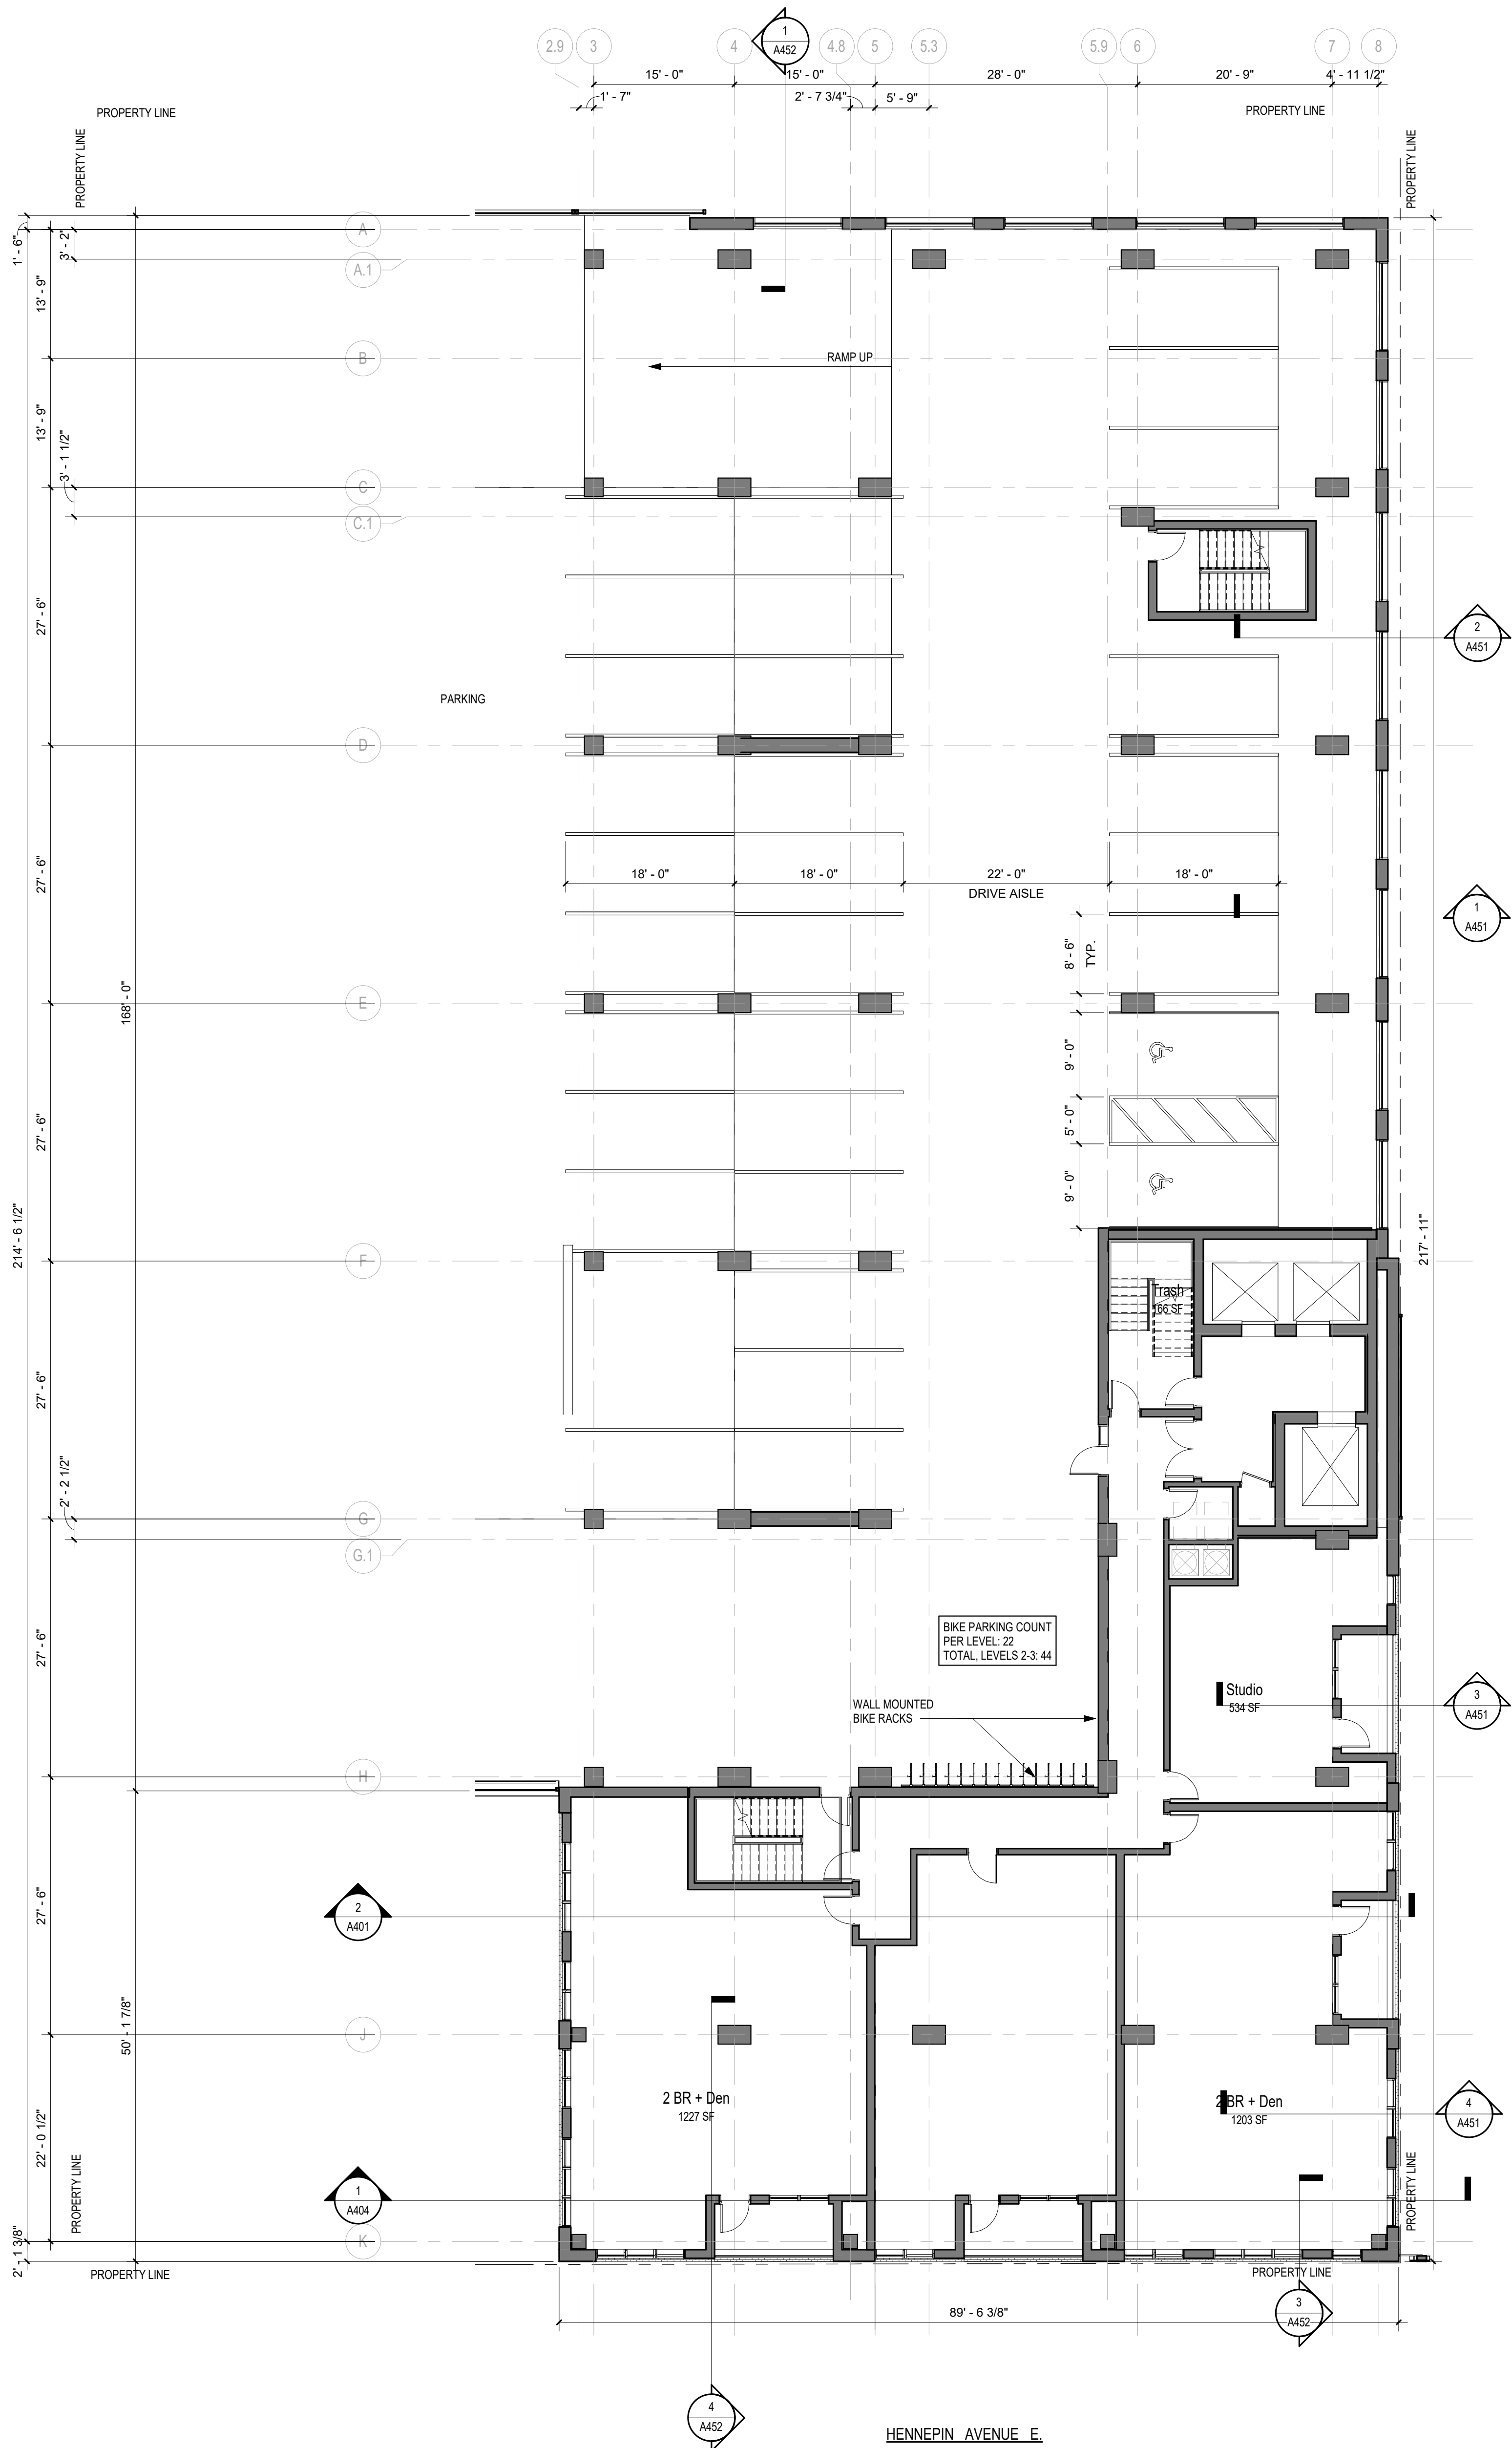 1
A452
2.9
3
4
4.8
5
5.3
5.9
6
7
8
15' - 0"
15' - 0"
28' - 0"
20' - 9"
4' - 11 1/2"
1' - 7"
2' - 7 3/4"
5' - 9"
PROPERTY LINE
PROPERTY LINE
PROPERTY LINE
PROPERTY LINE
1' - 6"
3' - 2"
A
A.1
13' - 9"
B
RAMP UP
13' - 9"
3' - 1 1/2"
C
C.1
27' - 6"
2
A451
PARKING
D
27' - 6"
18' - 0"
18' - 0"
22' - 0"
18' - 0"
DRIVE AISLE
1
A451
8' - 6"
TYP.
168' - 0"
E
9' - 0"
27' - 6"
5' - 0"
9' - 0"
214' - 6 1/2"
217' - 11"
F
Trash
166 SF
27' - 6"
2' - 2 1/2"
G
G.1
27' - 6"
BIKE PARKING COUNT
PER LEVEL: 22
TOTAL, LEVELS 2-3: 44
WALL MOUNTED
BIKE RACKS
Studio
534 SF
3
A451
H
27' - 6"
2
A401
50' - 1 7/8"
J
2 BR + Den
1227 SF
2 BR + Den
1203 SF
4
A451
22' - 0 1/2"
PROPERTY LINE
PROPERTY LINE
1
A404
K
2' - 1 3/8"
PROPERTY LINE
PROPERTY LINE
3
A452
89' - 6 3/8"
4
A452
HENNEPIN AVENUE E.